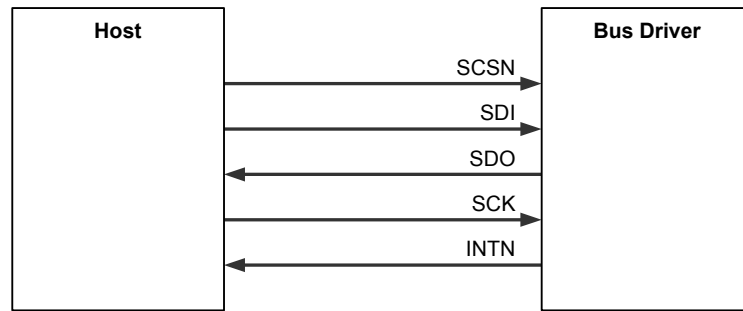 Host
Bus Driver
SCSN
SDI
SDO
SCK
INTN